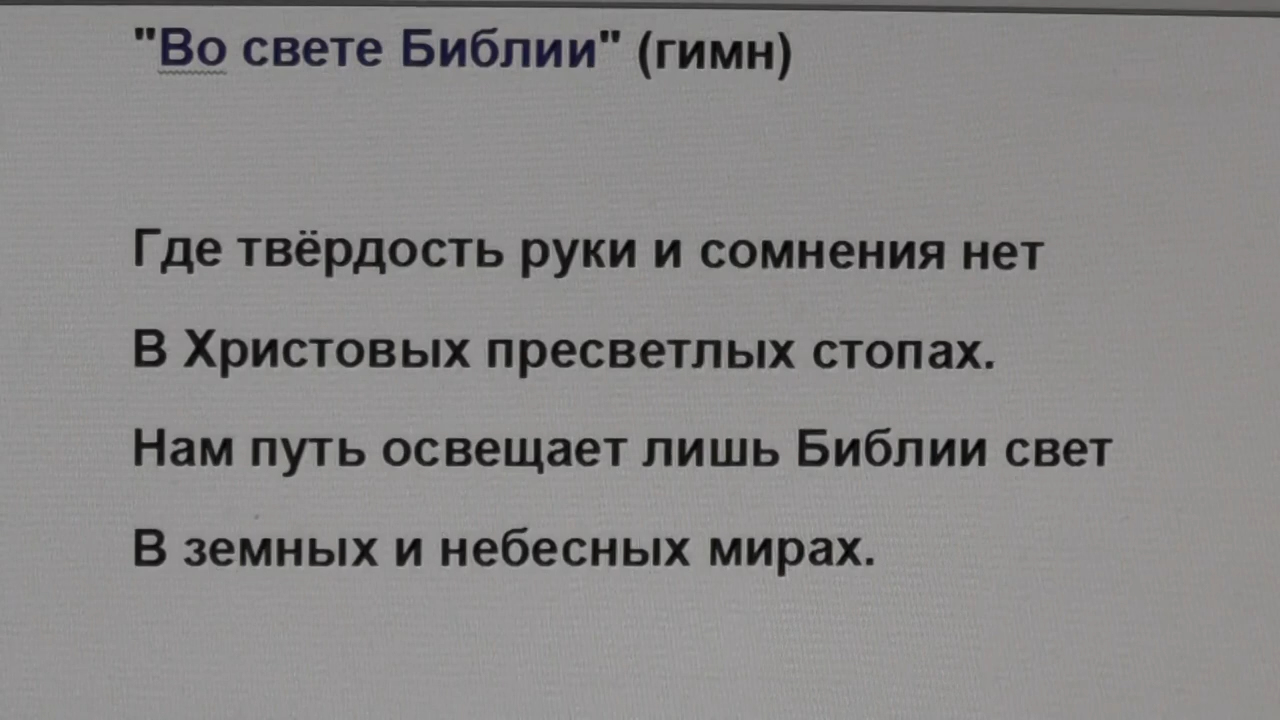 "Во свете Библии" (гимн)
Где твёрдость руки и сомнения нет
В Христовых пресветлых стопах.
Нам путь освещает лишь Библии свет
В земных и небесных мирах.